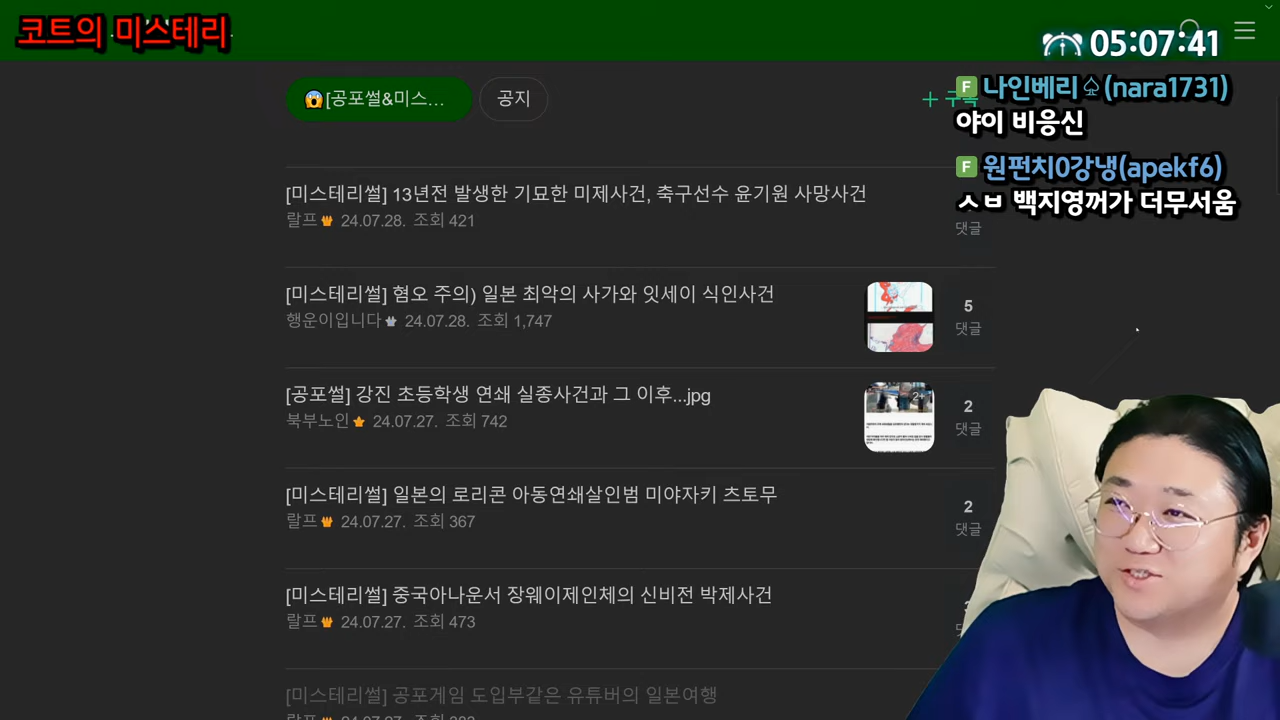 코트의 미스테리
05:07:41
😱[공포썰&미스...
공지
나인베리♤(nara1731)
야이 비응신
원펀치0강냉(apekf6)
ㅅㅂ 백지영꺼가 더무서움
[미스테리썰] 13년전 발생한 기묘한 미제사건, 축구선수 윤기원 사망사건
랄프 24.07.28. 조회 421
댓글
[미스테리썰] 혐오 주의) 일본 최악의 사가와 잇세이 식인사건
행운이입니다 24.07.28. 조회 1,747
5
댓글
[공포썰] 강진 초등학생 연쇄 실종사건과 그 이후...jpg
북부노인 24.07.27. 조회 742
2
댓글
[미스테리썰] 일본의 로리콘 아동연쇄살인범 미야자키 츠토무
랄프 24.07.27. 조회 367
2
댓글
[미스테리썰] 중국아나운서 장웨이제인체의 신비전 박제사건
랄프 24.07.27. 조회 473
[미스테리썰] 공포게임 도입부같은 유튜버의 일본여행